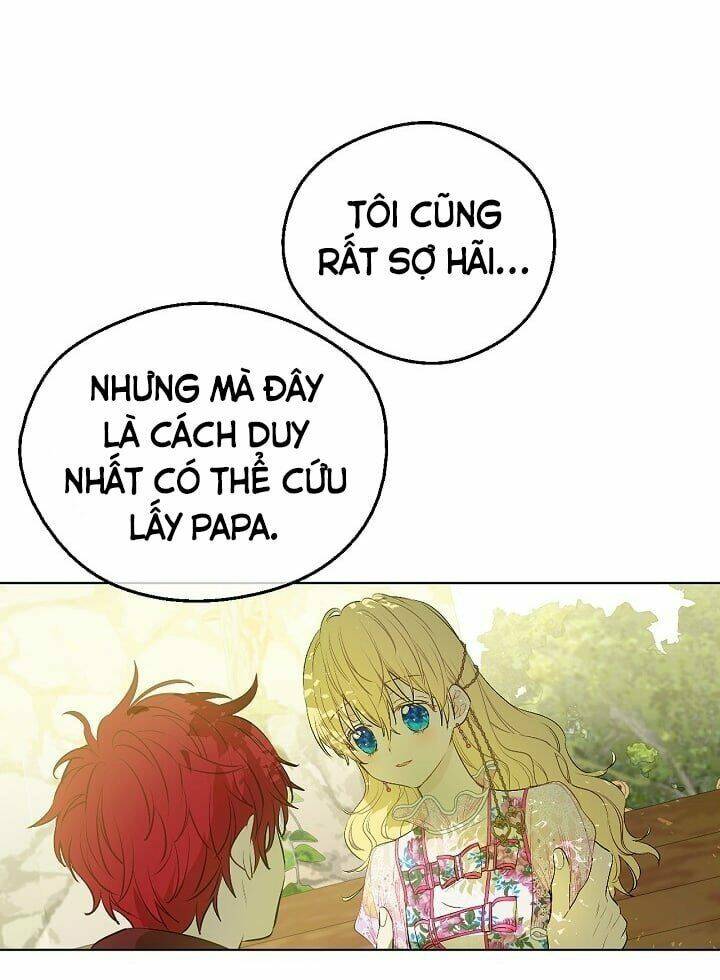 TÔI CŨNG
RẤT SỢ HÃI...
NHƯNG MÀ ĐÂY
LÀ CÁCH DUY
NHẤT CÓ THỂ CỨU
LẤY PAPA.